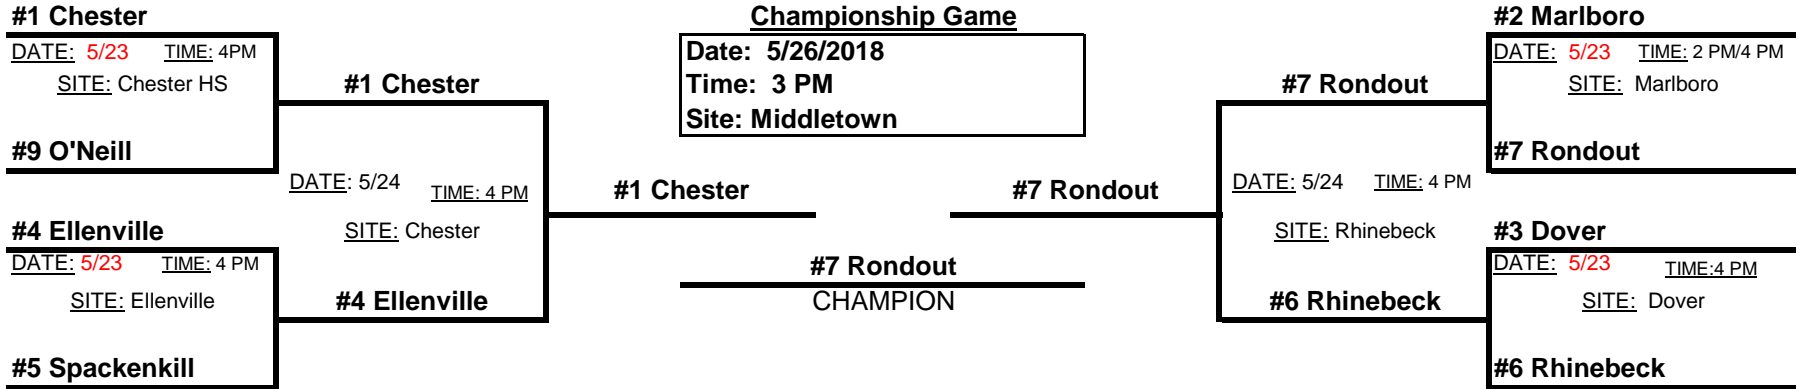 #1 Chester
DATE: 5/23 TIME: 4PM
SITE: Chester HS
#9 O'Neill
#4 Ellenville
DATE: 5/23 TIME: 4 PM
SITE: Ellenville
#5 Spackenkill
#1 Chester
DATE: 5/24 TIME: 4 PM
SITE: Chester
#4 Ellenville
#1 Chester
Championship Game
Date: 5/26/2018
Time: 3 PM
Site: Middletown
#7 Rondout
CHAMPION
#7 Rondout
#7 Rondout
DATE: 5/24 TIME: 4 PM
SITE: Rhinebeck
#6 Rhinebeck
#2 Marlboro
DATE: 5/23 TIME: 2 PM/4 PM
SITE: Marlboro
#7 Rondout
#3 Dover
DATE: 5/23 TIME:4 PM
SITE: Dover
#6 Rhinebeck